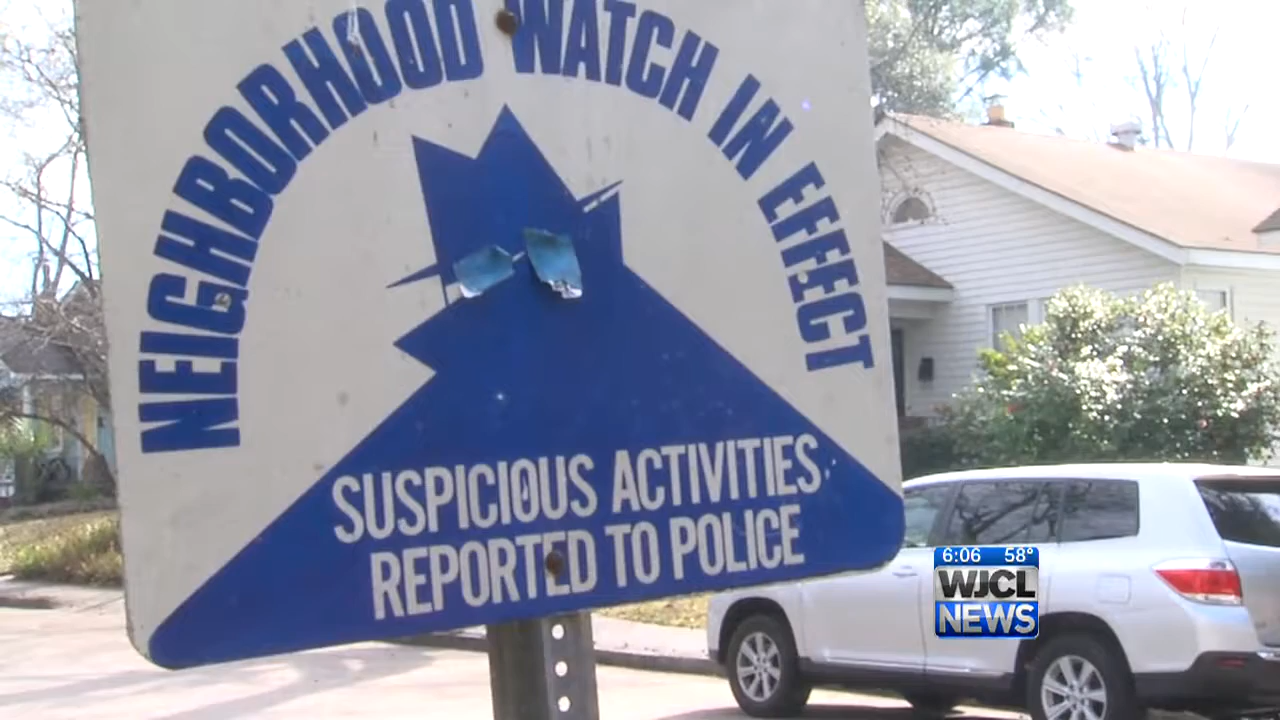 NEIGHBORHOOD WATCH IN EFFECT
SUSPICIOUS ACTIVITIES
REPORTED TO POLICE
6:06 58°
WJCL
NEWS